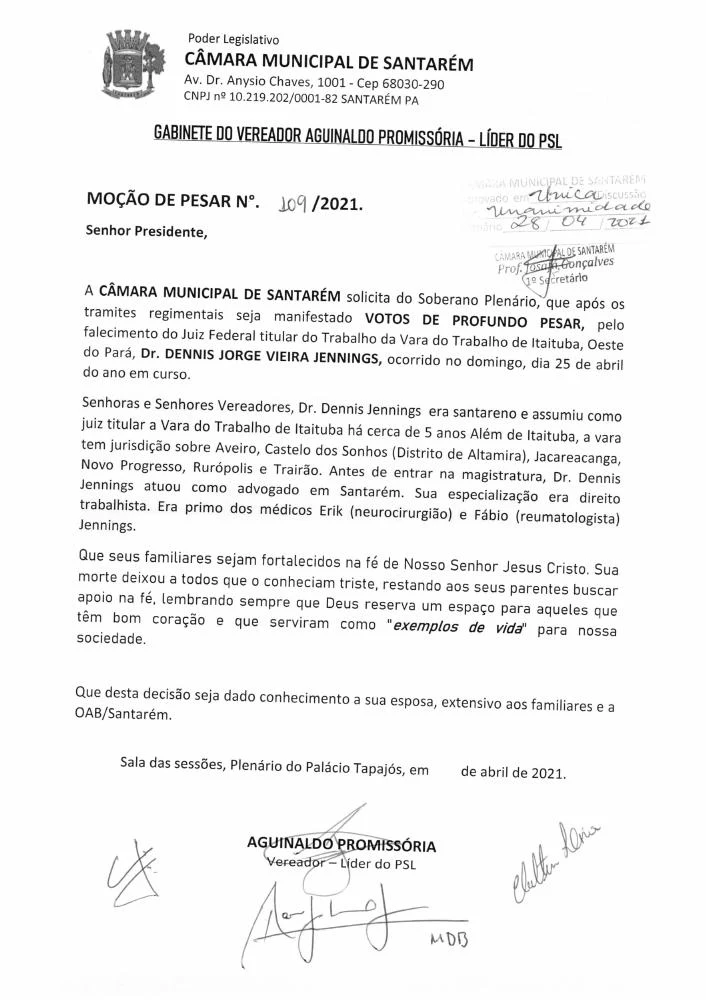 Poder Legislativo
CÂMARA MUNICIPAL DE SANTARÉM
Av. Dr. Anysio Chaves, 1001 - Cep 68030-290
CNPJ nº 10.219.202/0001-82 SANTARÉM PA
GABINETE DO VEREADOR AGUINALDO PROMISSÓRIA – LÍDER DO PSL
CÂMARA MUNICIPAL DE SANTARÉM
Aprovado em Única Discussão
Unanimidade
28 / 04 / 2021
MOÇÃO DE PESAR N°. 109 /2021.
Senhor Presidente,
CÂMARA MUNICIPAL DE SANTARÉM
Prof. Josafá Gonçalves
1º Secretário
A CÂMARA MUNICIPAL DE SANTARÉM solicita do Soberano Plenário, que após os
tramites regimentais seja manifestado VOTOS DE PROFUNDO PESAR, pelo
falecimento do Juiz Federal titular do Trabalho da Vara do Trabalho de Itaituba, Oeste
do Pará, Dr. DENNIS JORGE VIEIRA JENNINGS, ocorrido no domingo, dia 25 de abril
do ano em curso.
Senhoras e Senhores Vereadores, Dr. Dennis Jennings era santareno e assumiu como
juiz titular a Vara do Trabalho de Itaituba há cerca de 5 anos Além de Itaituba, a vara
tem jurisdição sobre Aveiro, Castelo dos Sonhos (Distrito de Altamira), Jacareacanga,
Novo Progresso, Rurópolis e Trairão. Antes de entrar na magistratura, Dr. Dennis
Jennings atuou como advogado em Santarém. Sua especialização era direito
trabalhista. Era primo dos médicos Erik (neurocirurgião) e Fábio (reumatologista)
Jennings.
Que seus familiares sejam fortalecidos na fé de Nosso Senhor Jesus Cristo. Sua
morte deixou a todos que o conheciam triste, restando aos seus parentes buscar
apoio na fé, lembrando sempre que Deus reserva um espaço para aqueles que
têm bom coração e que serviram como "exemplos de vida" para nossa
sociedade.
Que desta decisão seja dado conhecimento a sua esposa, extensivo aos familiares e a
OAB/Santarém.
Sala das sessões, Plenário do Palácio Tapajós, em de abril de 2021.
AGUINALDO PROMISSÓRIA
Vereador – Líder do PSL
MDB